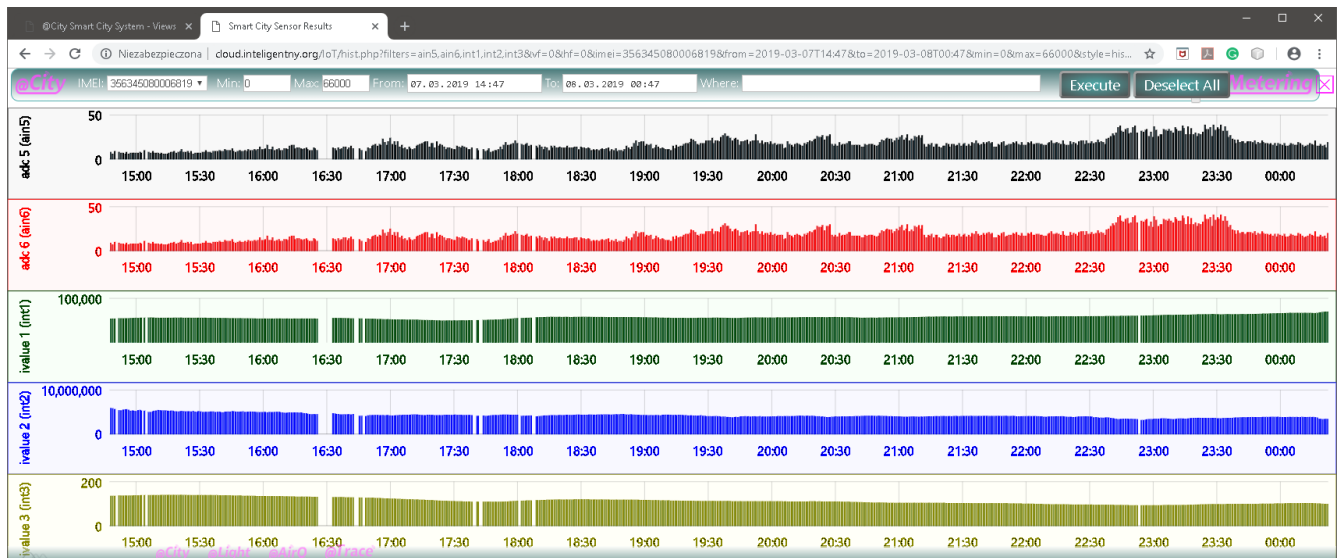 @City Smart City System - Views × Smart City Sensor Results × +
Niezabezpieczona | cloud.inteligentny.org/IoT/hist.php?filters=ain5,ain6,int1,int2,int3&vf=0&hf=0&imei=356345080006819&from=2019-03-07T14:47&to=2019-03-08T00:47&min=0&max=66000&style=his...
@City IMEI: 356345080006819 Min: 0 Max: 66000 From: 07.03.2019 14:47 To: 08.03.2019 00:47 Where: Execute Deselect All Metering
adc 5 (ain5)
50
0
15:00 15:30 16:00 16:30 17:00 17:30 18:00 18:30 19:00 19:30 20:00 20:30 21:00 21:30 22:00 22:30 23:00 23:30 00:00
adc 6 (ain6)
50
0
15:00 15:30 16:00 16:30 17:00 17:30 18:00 18:30 19:00 19:30 20:00 20:30 21:00 21:30 22:00 22:30 23:00 23:30 00:00
ivalue 1 (int1)
100,000
15:00 15:30 16:00 16:30 17:00 17:30 18:00 18:30 19:00 19:30 20:00 20:30 21:00 21:30 22:00 22:30 23:00 23:30 00:00
ivalue 2 (int2)
10,000,000
0
15:00 15:30 16:00 16:30 17:00 17:30 18:00 18:30 19:00 19:30 20:00 20:30 21:00 21:30 22:00 22:30 23:00 23:30 00:00
ivalue 3 (int3)
200
0
15:00 15:30 16:00 16:30 17:00 17:30 18:00 18:30 19:00 19:30 20:00 20:30 21:00 21:30 22:00 22:30 23:00 23:30 00:00
@City @Light @AirQ @Trace